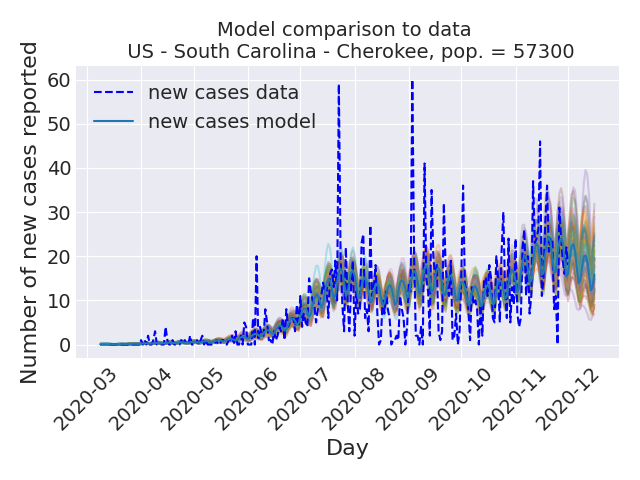 Model comparison to data
US - South Carolina - Cherokee, pop. = 57300
Number of new cases reported
60
50
40
30
20
10
0
new cases data
new cases model
2020-03
2020-04
2020-05
2020-06
2020-07
2020-08
2020-09
2020-10
2020-11
2020-12
Day